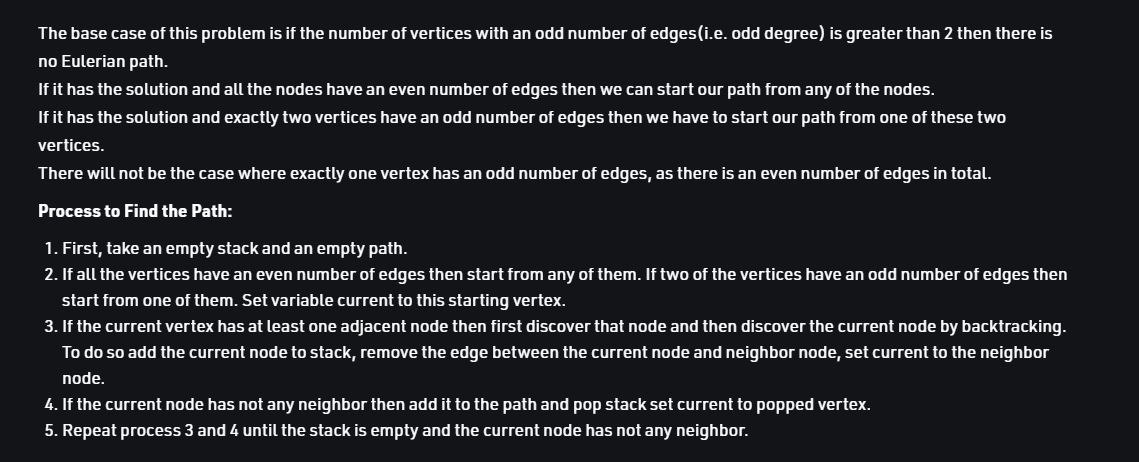 The base case of this problem is if the number of vertices with an odd number of edges(i.e. odd degree) is greater than 2 then there is
no Eulerian path.
If it has the solution and all the nodes have an even number of edges then we can start our path from any of the nodes.
If it has the solution and exactly two vertices have an odd number of edges then we have to start our path from one of these two
vertices.
There will not be the case where exactly one vertex has an odd number of edges, as there is an even number of edges in total.
Process to Find the Path:
1. First, take an empty stack and an empty path.
2. If all the vertices have an even number of edges then start from any of them. If two of the vertices have an odd number of edges then
start from one of them. Set variable current to this starting vertex.
3. If the current vertex has at least one adjacent node then first discover that node and then discover the current node by backtracking.
To do so add the current node to stack, remove the edge between the current node and neighbor node, set current to the neighbor
node.
4. If the current node has not any neighbor then add it to the path and pop stack set current to popped vertex.
5. Repeat process 3 and 4 until the stack is empty and the current node has not any neighbor.